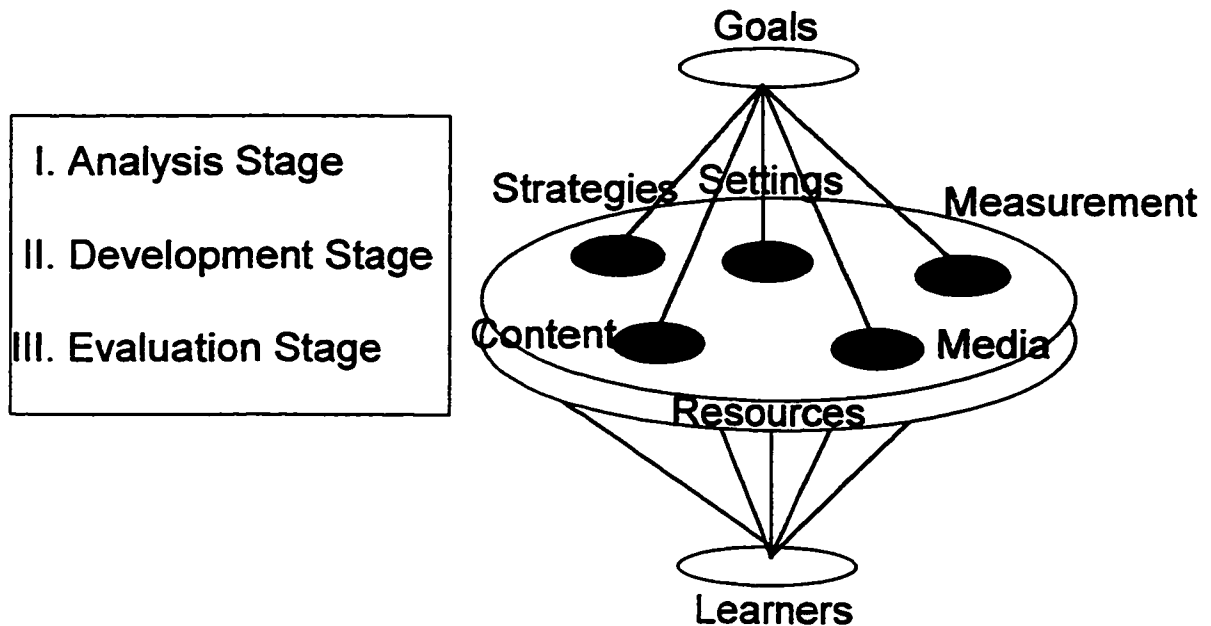 Goals
I. Analysis Stage
II. Development Stage
III. Evaluation Stage
Strategies
Settings
Measurement
Content
Media
Resources
Learners